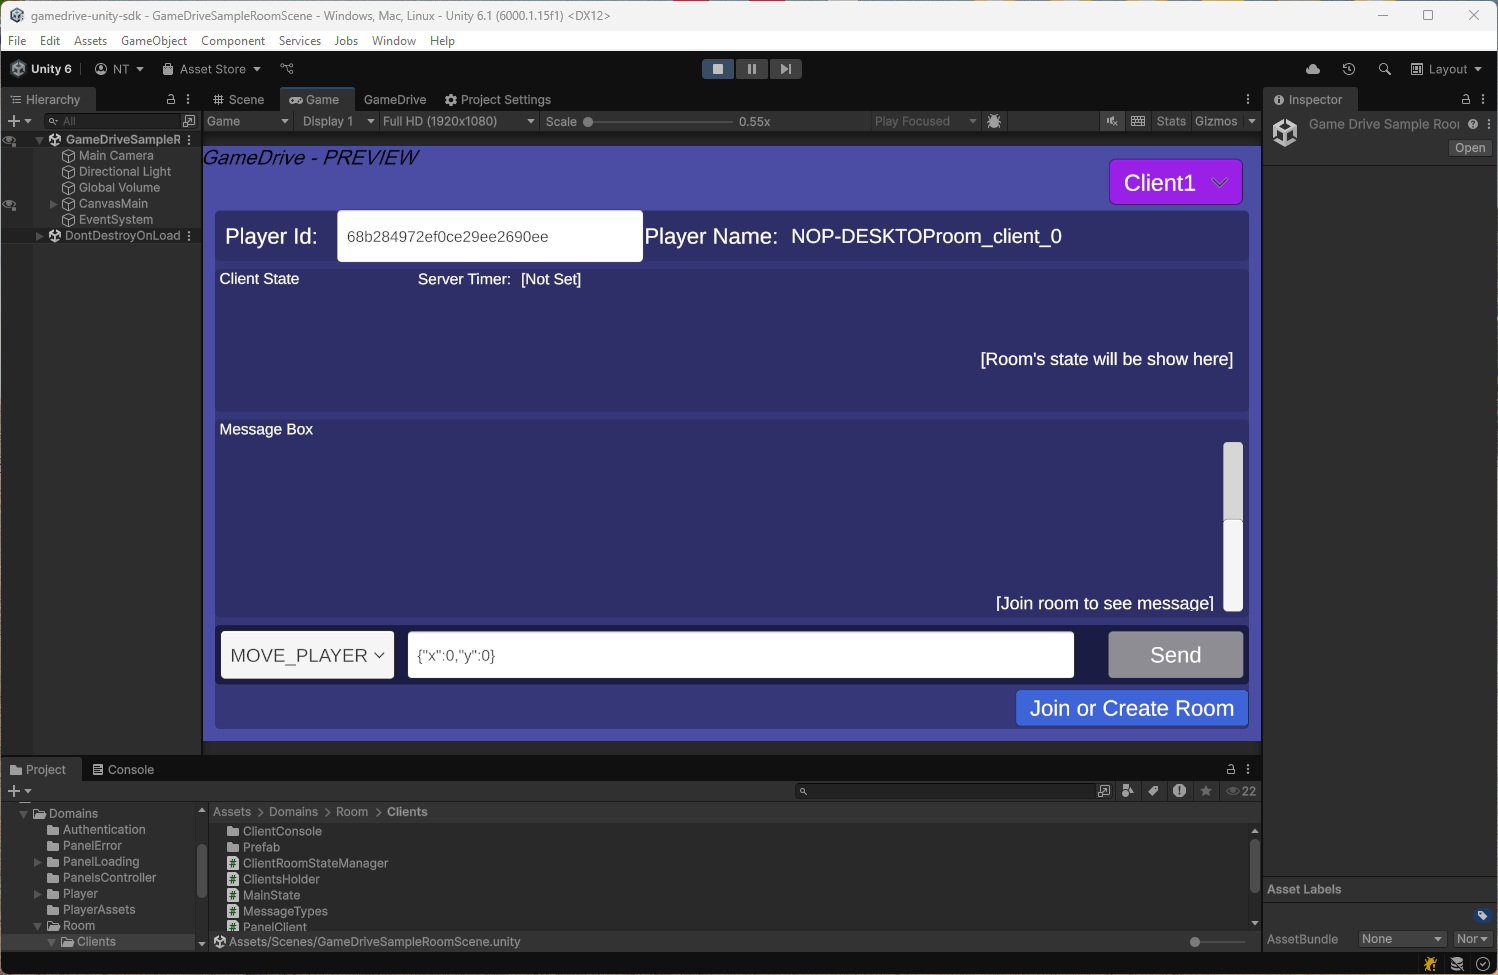 gamedrive-unity-sdk - GameDriveSampleRoomScene - Windows, Mac, Linux - Unity 6.1 (6000.1.15f1) <DX12>
File Edit Assets GameObject Component Services Jobs Window Help
Unity 6 NT Asset Store Layout
Hierarchy Scene Game GameDrive Project Settings Inspector
All Game Display 1 Full HD (1920x1080) Scale 0.55x Play Focused Stats Gizmos
GameDriveSampleR
Main Camera
Directional Light
Global Volume
CanvasMain
EventSystem
DontDestroyOnLoad
Game Drive Sample Roo
Open
GameDrive - PREVIEW
Client1
Player Id: 68b284972ef0ce29ee2690ee Player Name: NOP-DESKTOProom_client_0
Client State Server Timer: [Not Set]
[Room's state will be show here]
Message Box
[Join room to see message]
MOVE_PLAYER {"x":0,"y":0} Send
Join or Create Room
Project Console
22
Domains
Authentication
PanelError
PanelLoading
PanelsController
Player
PlayerAssets
Room
Clients
Assets > Domains > Room > Clients
ClientConsole
Prefab
ClientRoomStateManager
ClientsHolder
MainState
MessageTypes
PanelClient
Assets/Scenes/GameDriveSampleRoomScene.unity
Asset Labels
AssetBundle None Nor